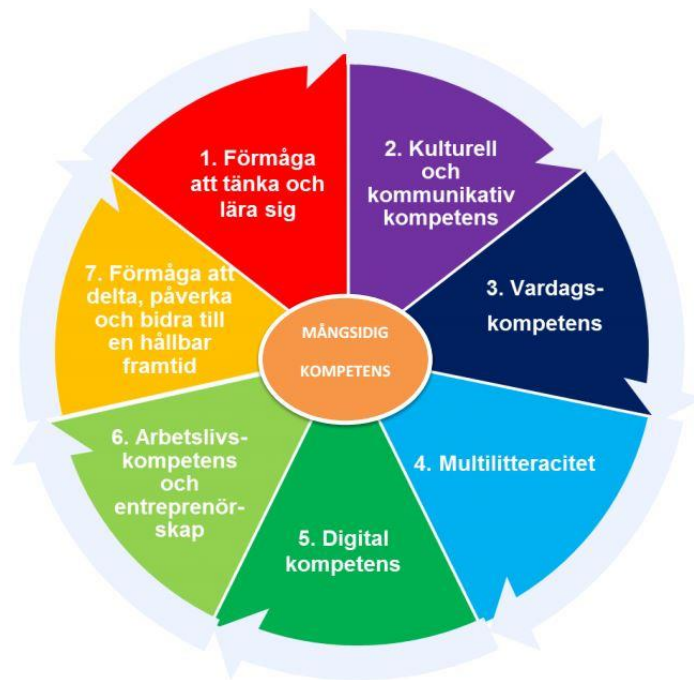 1. Förmåga
att tänka och
lära sig
2. Kulturell
och
kommunikativ
kompetens
3. Vardags-
kompetens
4. Multilitteracitet
5. Digital
kompetens
6. Arbetslivs-
kompetens
och
entreprenör-
skap
7. Förmåga att
delta, påverka
och bidra till
en hållbar
framtid
MÅNGSIDIG
KOMPETENS